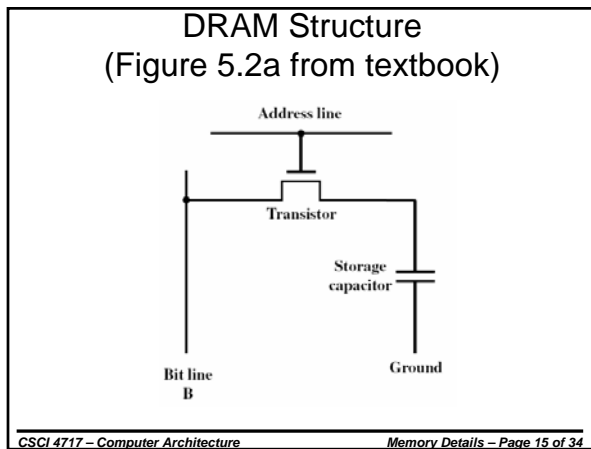 DRAM Structure
(Figure 5.2a from textbook)
Address line
Transistor
Storage
capacitor
Bit line
B
Ground
CSCI 4717 – Computer Architecture
Memory Details – Page 15 of 34